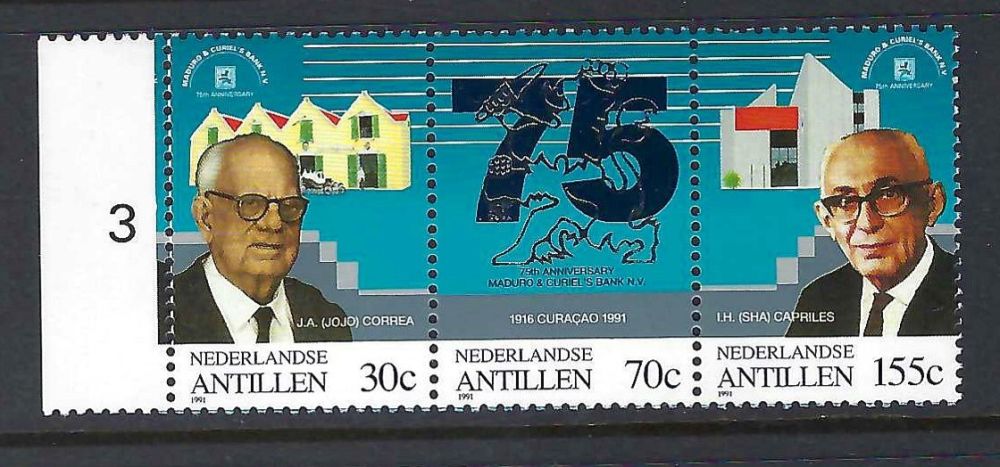 3
MADURO & CURIEL'S BANK N.V.
75th ANNIVERSARY
J.A. (JOJO) CORREA
NEDERLANDSE
ANTILLEN 30c
1991
75
75th ANNIVERSARY
MADURO & CURIEL'S BANK N.V.
1916 CURAÇAO 1991
NEDERLANDSE
ANTILLEN 70c
1991
MADURO & CURIEL'S BANK N.V.
75th ANNIVERSARY
I.H. (SHA) CAPRILES
NEDERLANDSE
ANTILLEN 155c
1991